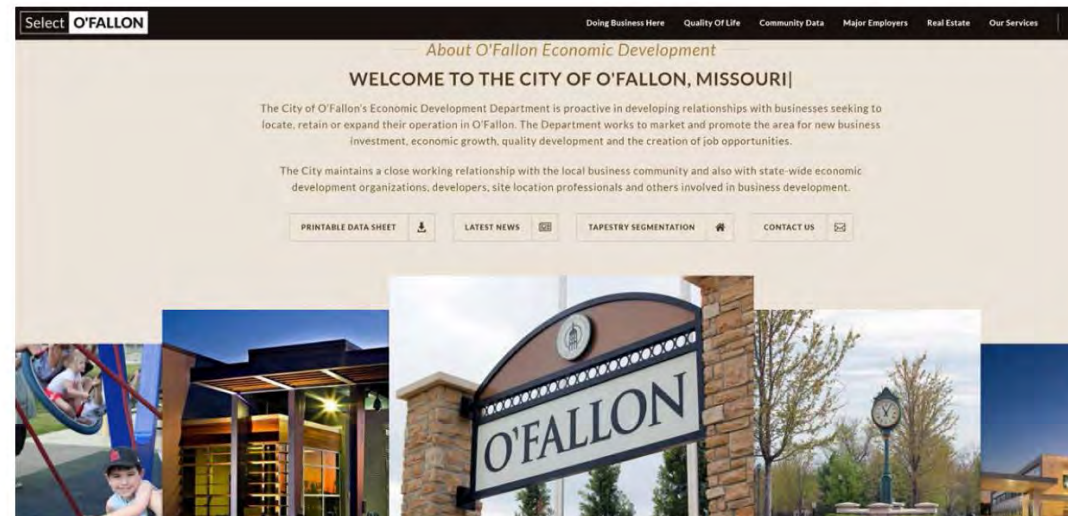 Select O'FALLON
Doing Business Here Quality Of Life Community Data Major Employers Real Estate Our Services
About O'Fallon Economic Development
WELCOME TO THE CITY OF O'FALLON, MISSOURI|
The City of O'Fallon's Economic Development Department is proactive in developing relationships with businesses seeking to
locate, retain or expand their operation in O'Fallon. The Department works to market and promote the area for new business
investment, economic growth, quality development and the creation of job opportunities.
The City maintains a close working relationship with the local business community and also with state-wide economic
development organizations, developers, site location professionals and others involved in business development.
PRINTABLE DATA SHEET
LATEST NEWS
TAPESTRY SEGMENTATION
CONTACT US
O'FALLON